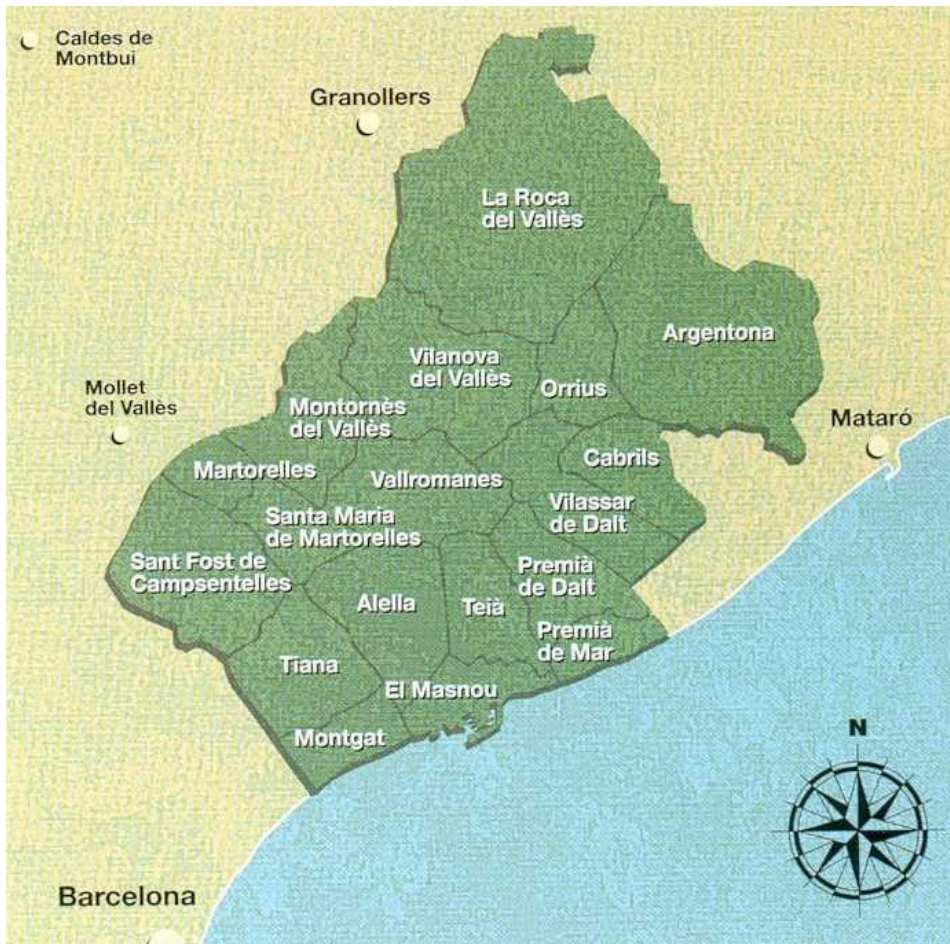 Caldes de
Montbui
Granollers
La Roca
del Vallès
Argentona
Vilanova
del Vallès
Orrius
Mollet
del Vallès
Montornès
del Vallès
Mataró
Martorelles
Vallromanes
Cabrils
Vilassar
de Dalt
Santa Maria
de Martorelles
Sant Fost de
Campsentelles
Premià
de Dalt
Alella
Teià
Premià
de Mar
Tiana
El Masnou
Montgat
N
Barcelona